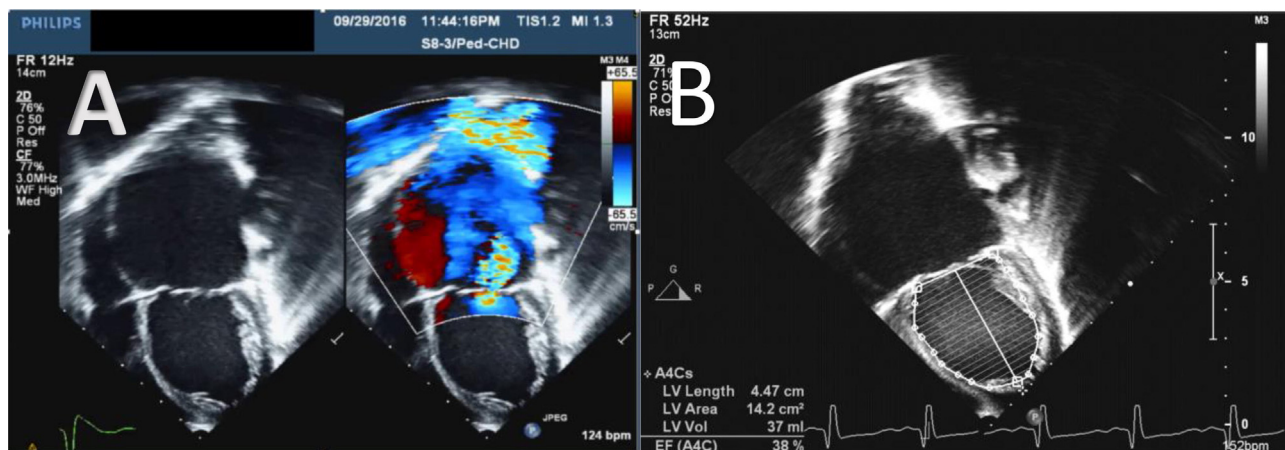 A
PHILIPS
09/29/2016 11:44:16PM TIS1.2 MI 1.3
S8-3/Ped-CHD
FR 12Hz
14cm
2D
76%
C 50
P Off
Res
CF
77%
3.0MHz
WF High
Med
M3 M4
+65.5
-65.5
cm/s
JPEG
P
124 bpm
B
FR 52Hz
13cm
2D
71%
C 50
P Off
Res
M3
10
5
0
X
G
P R
P
A4Cs
LV Length 4.47 cm
LV Area 14.2 cm²
LV Vol 37 ml
EF (A4C) 38 %
152bpm